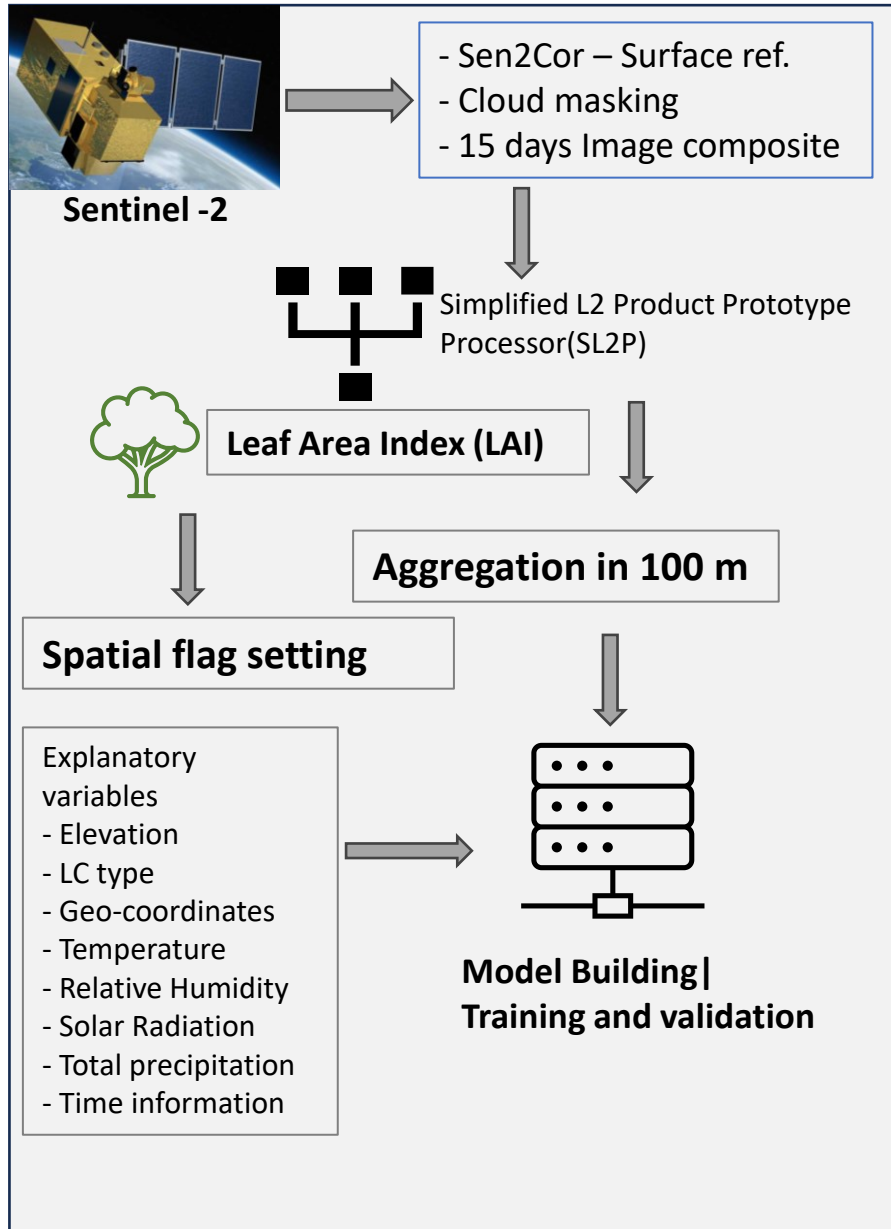 - Sen2Cor – Surface ref.
- Cloud masking
- 15 days Image composite
Sentinel -2
Simplified L2 Product Prototype
Processor(SL2P)
Leaf Area Index (LAI)
Aggregation in 100 m
Spatial flag setting
Explanatory
variables
- Elevation
- LC type
- Geo-coordinates
- Temperature
- Relative Humidity
- Solar Radiation
- Total precipitation
- Time information
Model Building|
Training and validation